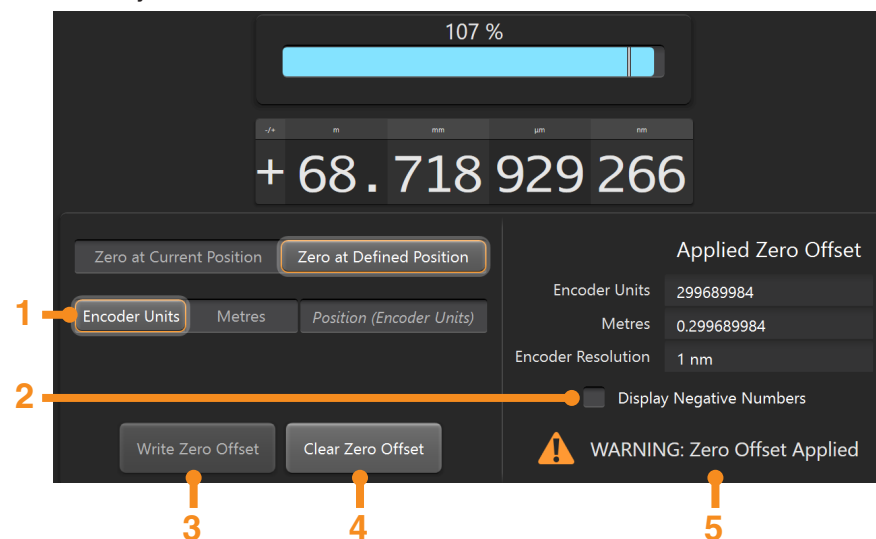 107 %
-/+ m mm µm nm
+ 68. 718 929 266
Zero at Current Position Zero at Defined Position
Applied Zero Offset
Encoder Units 299689984
1 Encoder Units Metres Position (Encoder Units)
Metres 0.299689984
Encoder Resolution 1 nm
2 Display Negative Numbers
Write Zero Offset Clear Zero Offset
WARNING: Zero Offset Applied
3 4 5